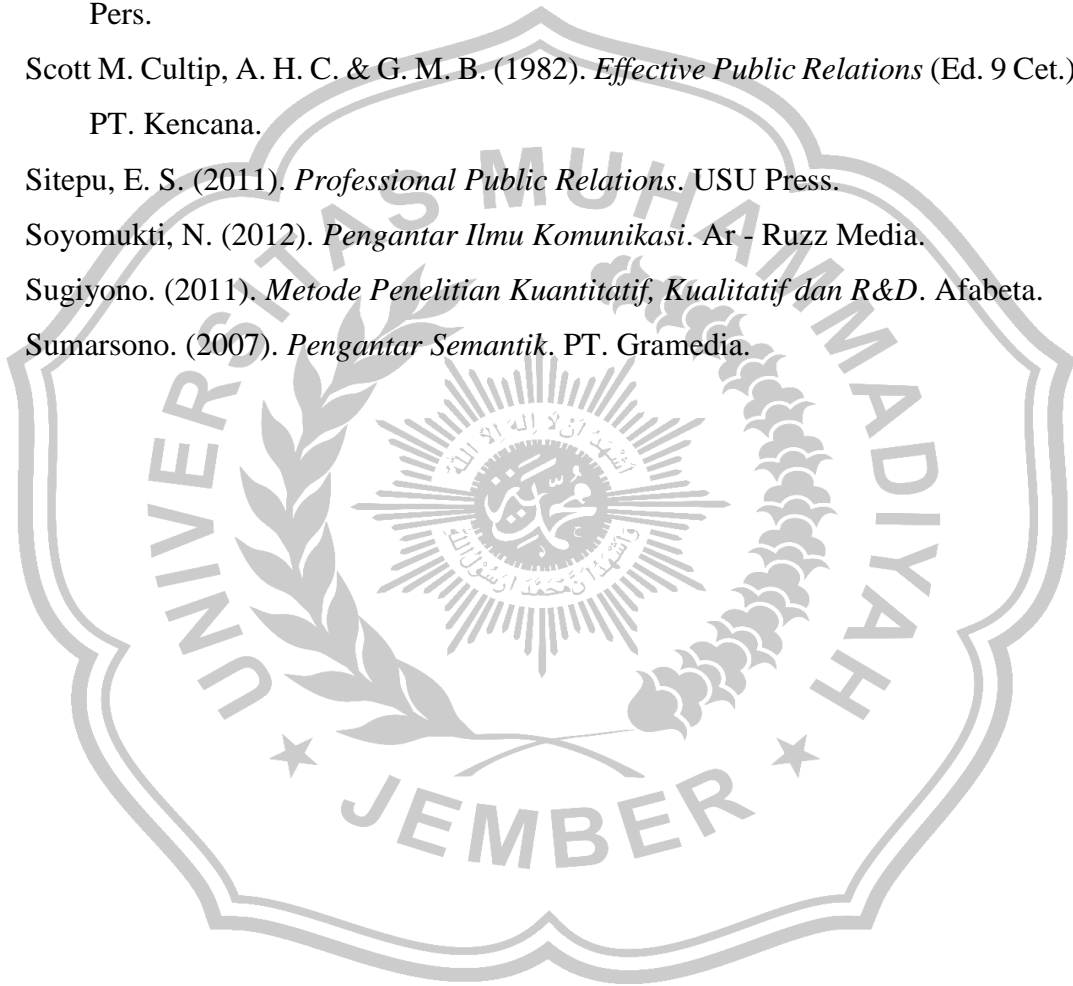 Pers.
Scott M. Cultip, A. H. C. & G. M. B. (1982). Effective Public Relations (Ed. 9 Cet.)
PT. Kencana.
Sitepu, E. S. (2011). Professional Public Relations. USU Press.
Soyomukti, N. (2012). Pengantar Ilmu Komunikasi. Ar - Ruzz Media.
Sugiyono. (2011). Metode Penelitian Kuantitatif, Kualitatif dan R&D. Afabeta.
Sumarsono. (2007). Pengantar Semantik. PT. Gramedia.
UNIVERSITAS MUHAMMADIYAH
JEMBER